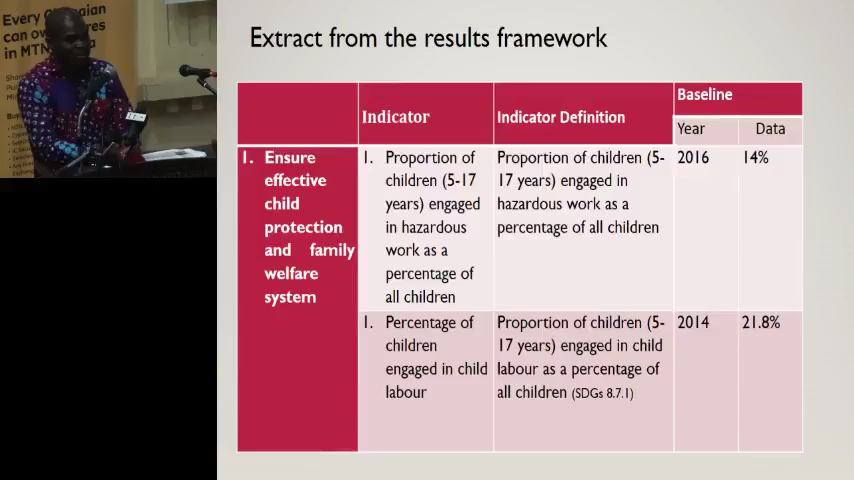 Every
can ow
in MTN
Extract from the results framework
Indicator
Indicator Definition
Baseline
Year
Data
1. Ensure
effective
child
protection
and family
welfare
system
1. Proportion of
children (5-17
years) engaged
in hazardous
work as a
percentage of
all children
Proportion of children (5-
17 years) engaged in
hazardous work as a
percentage of all children
2016
14%
1. Percentage of
children
engaged in child
labour
Proportion of children (5-
17 years) engaged in child
labour as a percentage of
all children (SDGs 8.7.1)
2014
21.8%